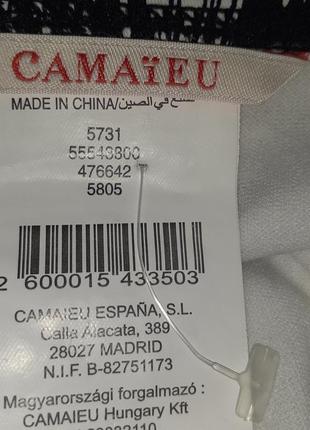 CAMAÏEU
MADE IN CHINA/صنع في الصين
5731
55543800
476642
5805
2 600015 433503
CAMAIEU ESPAÑA, S.L.
Calla Alacata, 389
28027 MADRID
N.I.F. B-82751173
Magyarországi forgalmazó :
CAMAIEU Hungary Kft